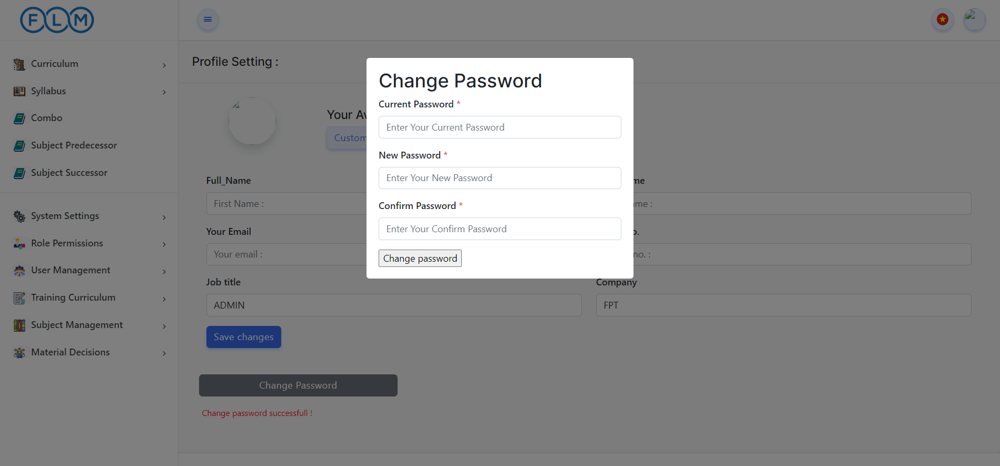 FLM
Curriculum
Syllabus
Combo
Subject Predecessor
Subject Successor
System Settings
Role Permissions
User Management
Training Curriculum
Subject Management
Material Decisions
Profile Setting :
Your Av
Custom
Full_Name
First Name :
me
me :
Your Email
Your email :
o.
no. :
Job title
ADMIN
Company
FPT
Save changes
Change Password
Change password successfull !
Change Password
Current Password *
Enter Your Current Password
New Password *
Enter Your New Password
Confirm Password *
Enter Your Confirm Password
Change password